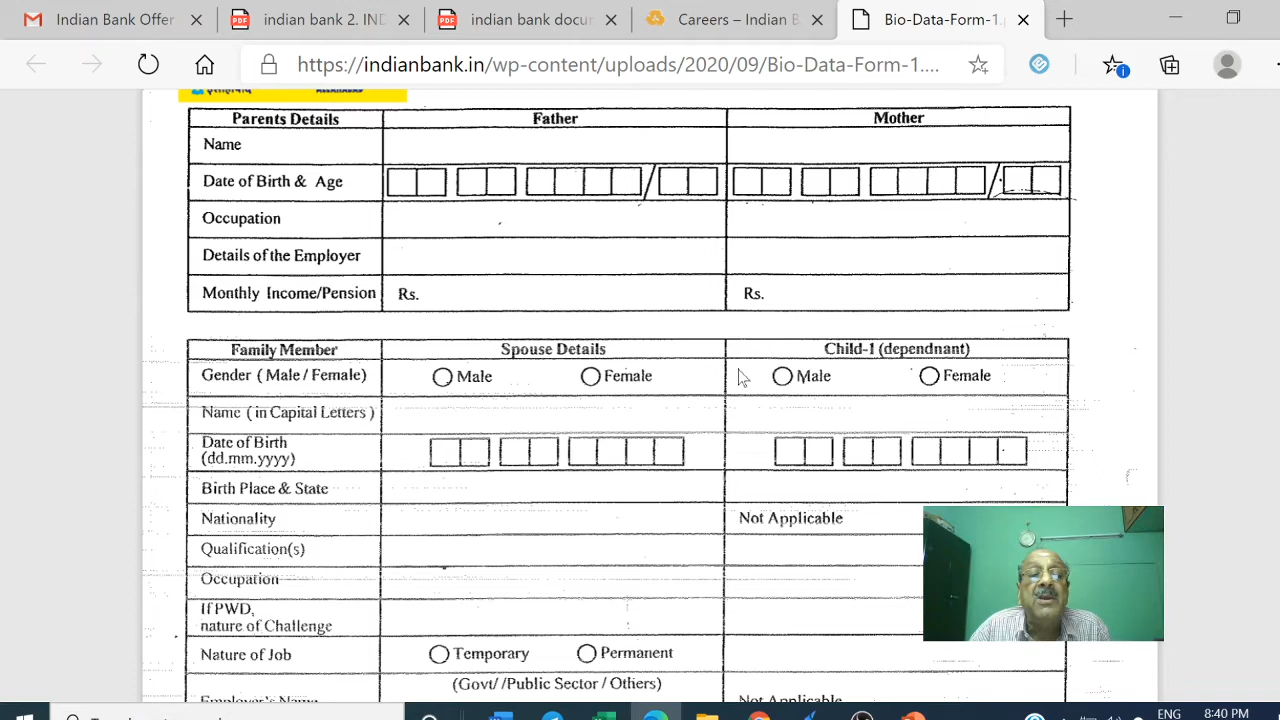 Indian Bank Offer
indian bank 2. IND
indian bank docu
Careers – Indian B
Bio-Data-Form-1.
https://indianbank.in/wp-content/uploads/2020/09/Bio-Data-Form-1....
Parents Details Father Mother
Name
Date of Birth & Age
Occupation
Details of the Employer
Monthly Income/Pension Rs. Rs.
Family Member Spouse Details Child-1 (dependnant)
Gender ( Male / Female) Male Female Male Female
Name ( in Capital Letters )
Date of Birth
(dd.mm.yyyy)
Birth Place & State
Nationality Not Applicable
Qualification(s)
Occupation
If PWD,
nature of Challenge
Nature of Job Temporary Permanent
(Govt/ /Public Sector / Others)
Employer's Name Not Applicable
ENG 8:40 PM